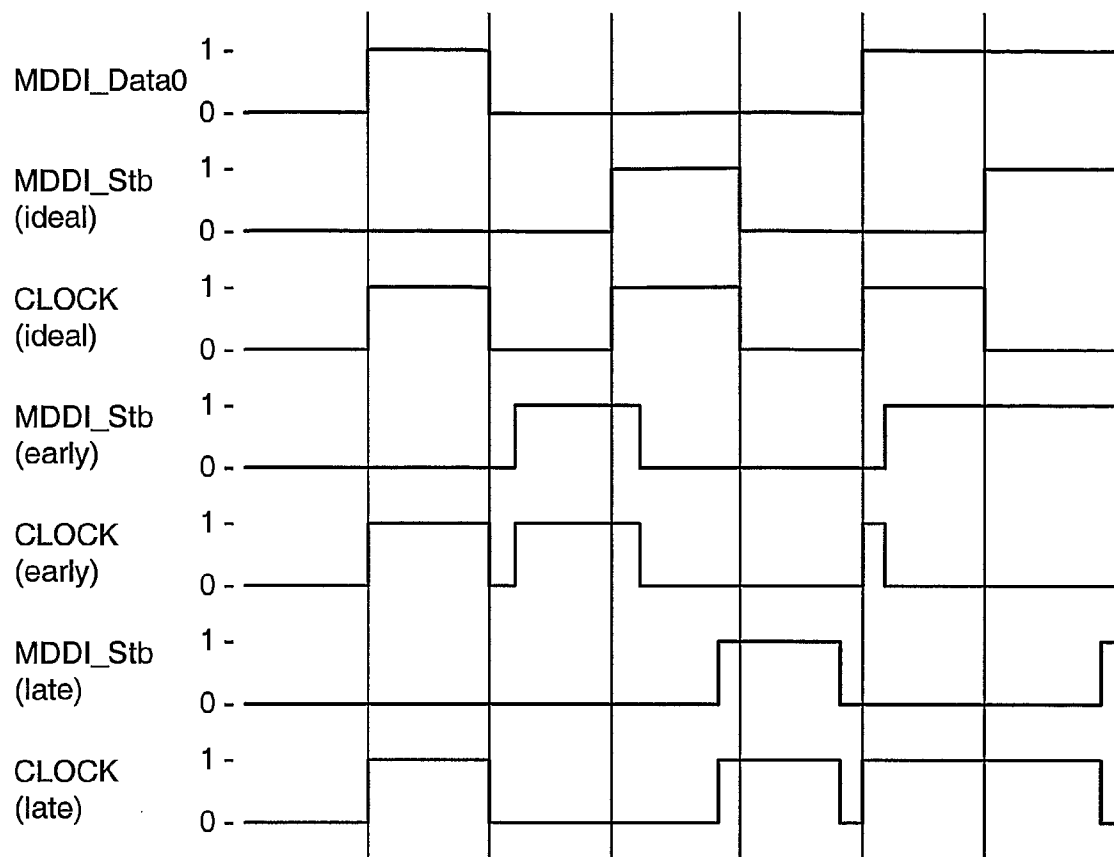 1 -
MDDI_Data0
0 -
1 -
MDDI_Stb
(ideal)
0 -
1 -
CLOCK
(ideal)
0 -
1 -
MDDI_Stb
(early)
0 -
1 -
CLOCK
(early)
0 -
1 -
MDDI_Stb
(late)
0 -
1 -
CLOCK
(late)
0 -